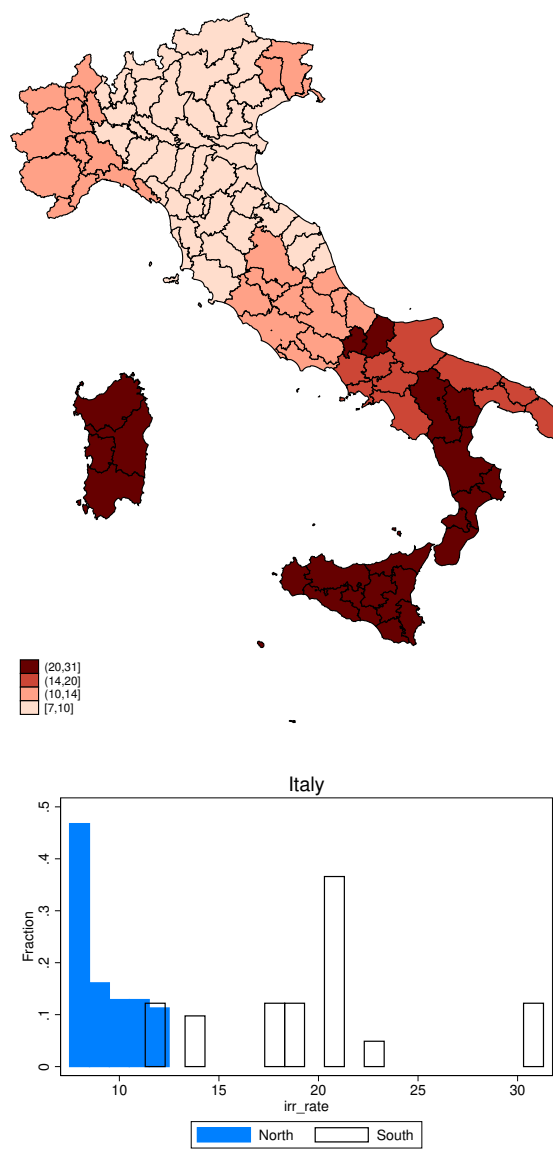 (20,31]
(14,20]
(10,14]
[7,10]
Italy
.5
.4
.3
.2
.1
0
Fraction
10 15 20 25 30
irr_rate
North South